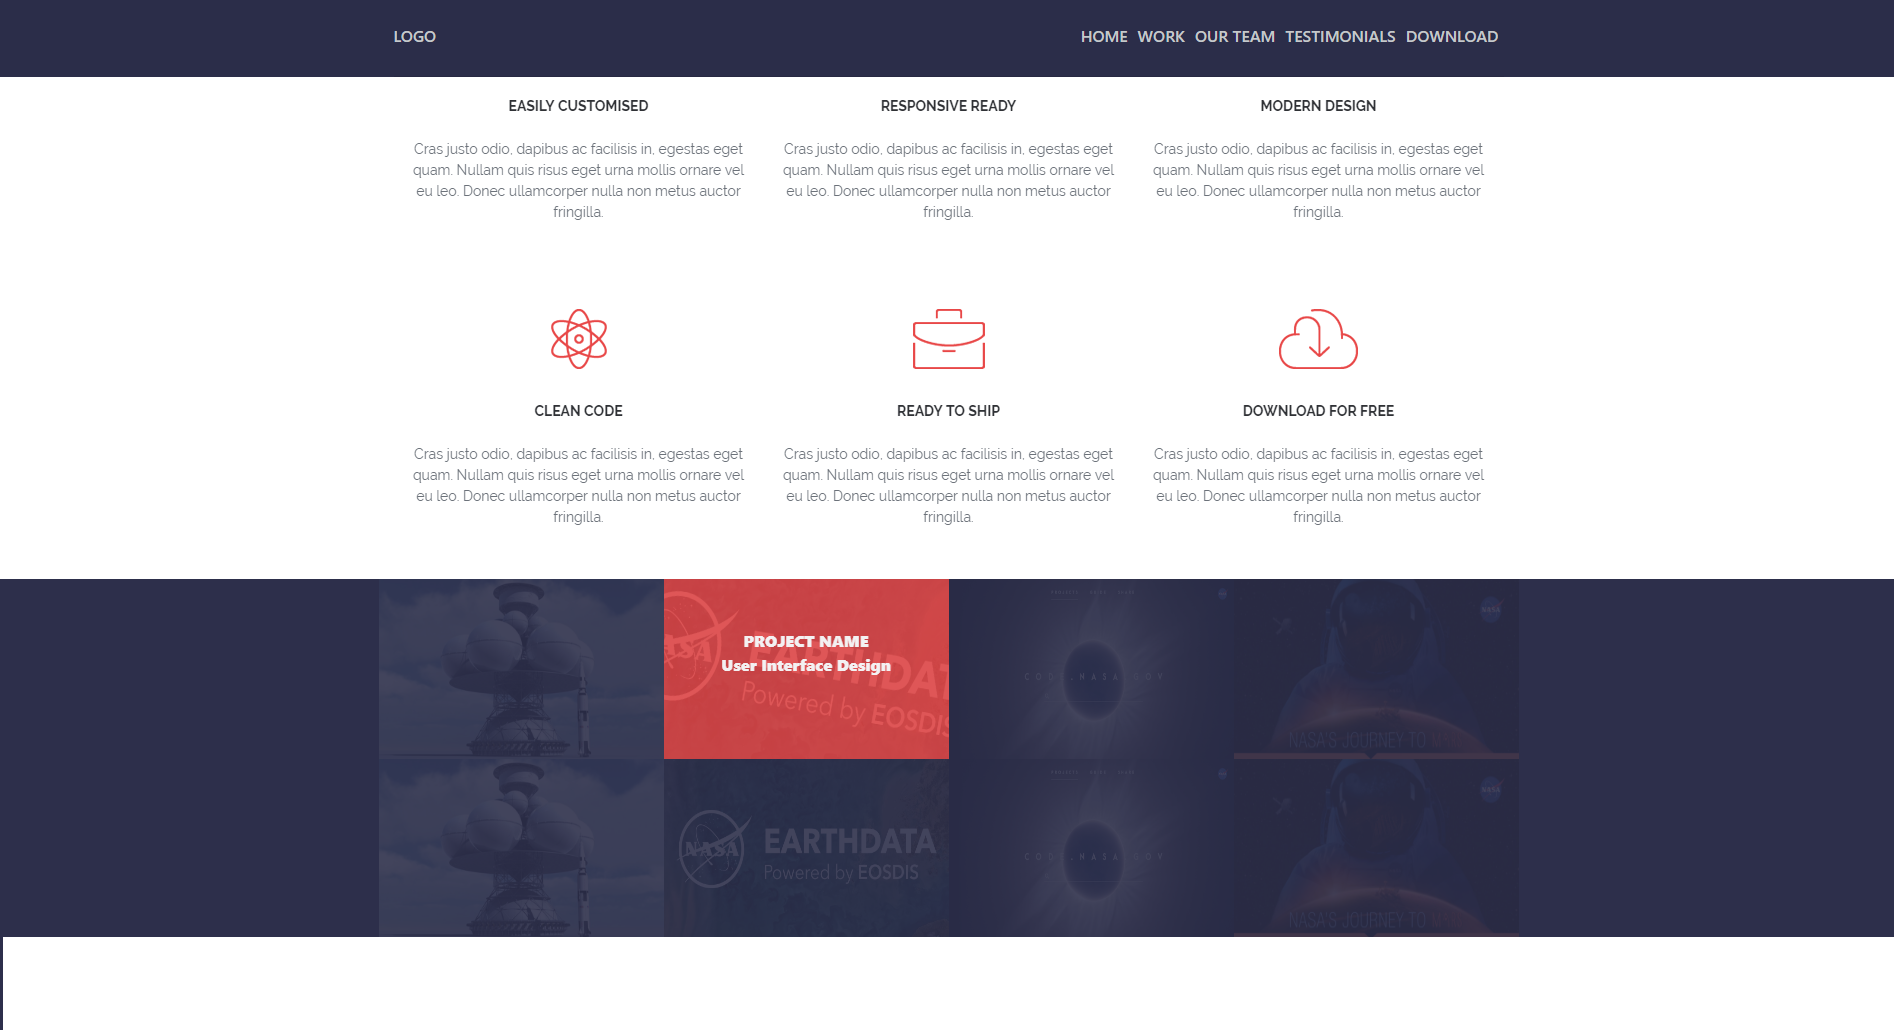 LOGO
HOME WORK OUR TEAM TESTIMONIALS DOWNLOAD
EASILY CUSTOMISED
Cras justo odio, dapibus ac facilisis in, egestas eget
quam. Nullam quis risus eget urna mollis ornare vel
eu leo. Donec ullamcorper nulla non metus auctor
fringilla.
RESPONSIVE READY
Cras justo odio, dapibus ac facilisis in, egestas eget
quam. Nullam quis risus eget urna mollis ornare vel
eu leo. Donec ullamcorper nulla non metus auctor
fringilla.
MODERN DESIGN
Cras justo odio, dapibus ac facilisis in, egestas eget
quam. Nullam quis risus eget urna mollis ornare vel
eu leo. Donec ullamcorper nulla non metus auctor
fringilla.
CLEAN CODE
Cras justo odio, dapibus ac facilisis in, egestas eget
quam. Nullam quis risus eget urna mollis ornare vel
eu leo. Donec ullamcorper nulla non metus auctor
fringilla.
READY TO SHIP
Cras justo odio, dapibus ac facilisis in, egestas eget
quam. Nullam quis risus eget urna mollis ornare vel
eu leo. Donec ullamcorper nulla non metus auctor
fringilla.
DOWNLOAD FOR FREE
Cras justo odio, dapibus ac facilisis in, egestas eget
quam. Nullam quis risus eget urna mollis ornare vel
eu leo. Donec ullamcorper nulla non metus auctor
fringilla.
PROJECT NAME
User Interface Design
NASA
EARTHDAT
Powered by EOSDIS
CODE.NASA.GOV
NASA
NASA'S JOURNEY TO
NASA
EARTHDATA
Powered by EOSDIS
CODE.NASA.GOV
NASA
NASA'S JOURNEY TO